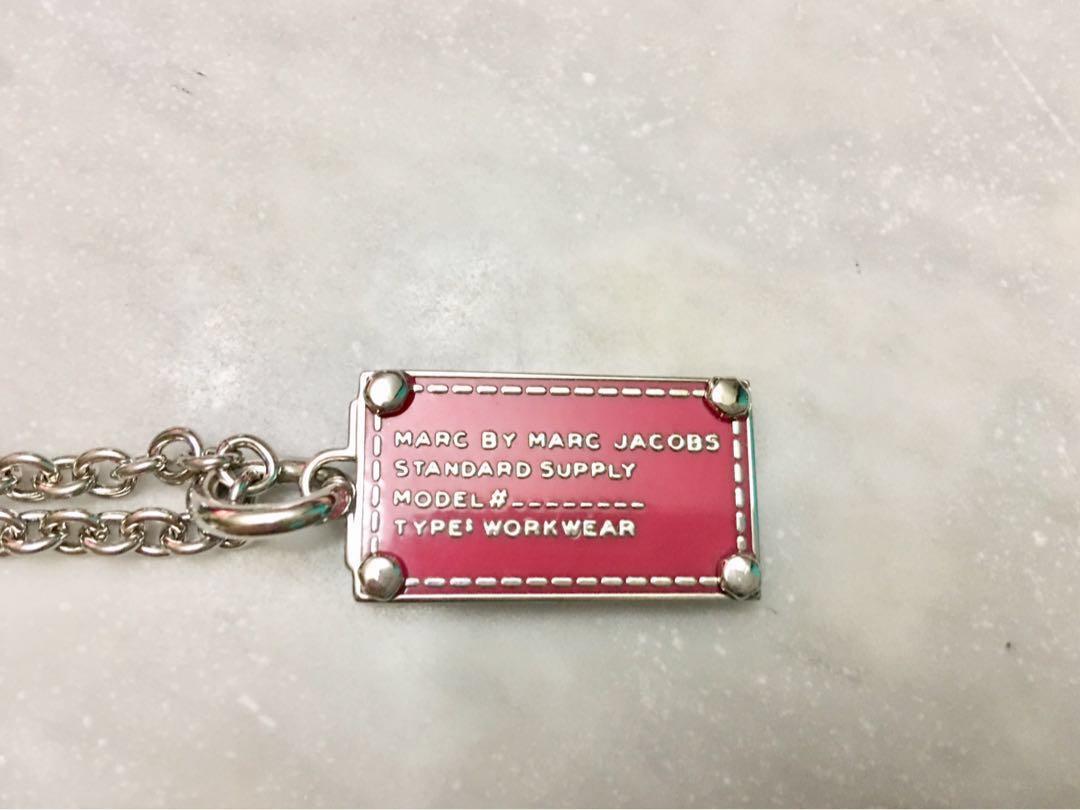 MARC BY MARC JACOBS
STANDARD SUPPLY
MODEL#________
TYPE: WORKWEAR